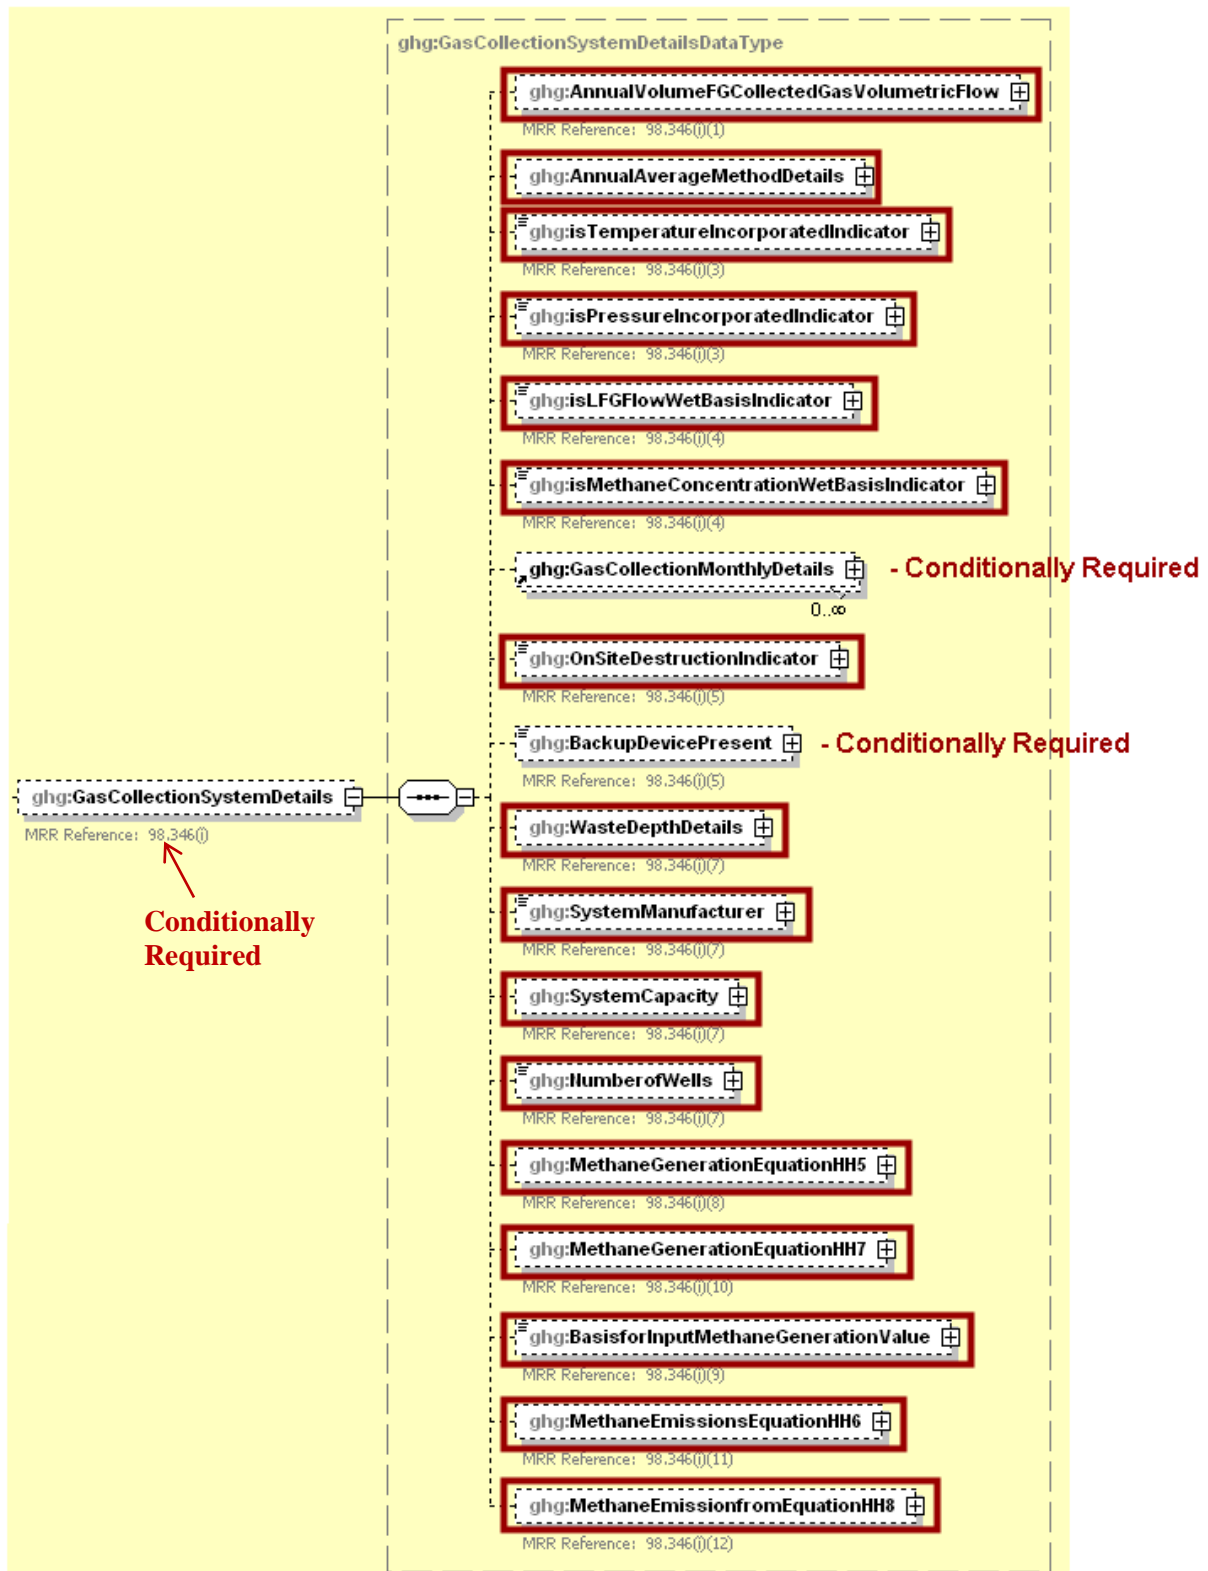 ghg:GasCollectionSystemDetailsDataType
ghg:AnnualVolumeFGCollectedGasVolumetricFlow
MRR Reference: 98.346(i)(1)
ghg:AnnualAverageMethodDetails
ghg:isTemperatureIncorporatedIndicator
MRR Reference: 98.346(i)(3)
ghg:isPressureIncorporatedIndicator
MRR Reference: 98.346(i)(3)
ghg:isLFGFlowWetBasisIndicator
MRR Reference: 98.346(i)(4)
ghg:isMethaneConcentrationWetBasisIndicator
MRR Reference: 98.346(i)(4)
ghg:GasCollectionMonthlyDetails - Conditionally Required
0..∞
ghg:OnSiteDestructionIndicator
MRR Reference: 98.346(i)(5)
ghg:BackupDevicePresent - Conditionally Required
MRR Reference: 98.346(i)(5)
ghg:GasCollectionSystemDetails
MRR Reference: 98.346(i)
Conditionally
Required
ghg:WasteDepthDetails
MRR Reference: 98.346(i)(7)
ghg:SystemManufacturer
MRR Reference: 98.346(i)(7)
ghg:SystemCapacity
MRR Reference: 98.346(i)(7)
ghg:NumberofWells
MRR Reference: 98.346(i)(7)
ghg:MethaneGenerationEquationHH5
MRR Reference: 98.346(i)(8)
ghg:MethaneGenerationEquationHH7
MRR Reference: 98.346(i)(10)
ghg:BasisforInputMethaneGenerationValue
MRR Reference: 98.346(i)(9)
ghg:MethaneEmissionsEquationHH6
MRR Reference: 98.346(i)(11)
ghg:MethaneEmissionfromEquationHH8
MRR Reference: 98.346(i)(12)